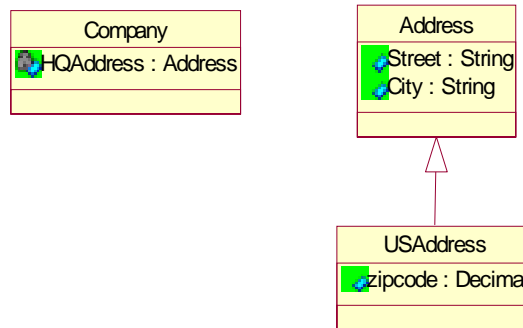 Company
HQAddress : Address
Address
Street : String
City : String
USAddress
zipcode : Decima